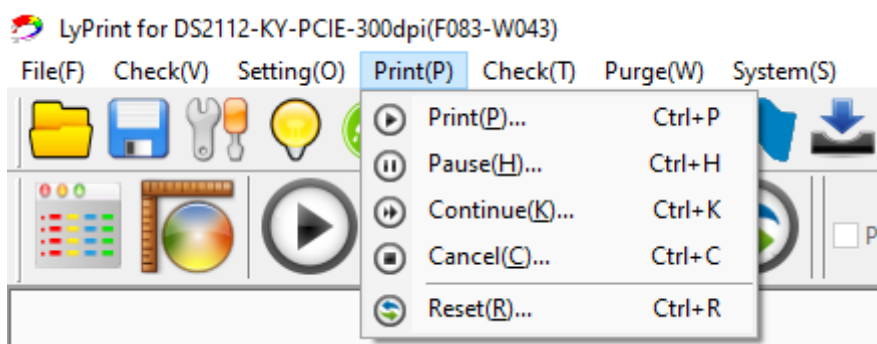 LyPrint for DS2112-KY-PCIE-300dpi(F083-W043)
File(F) Check(V) Setting(O) Print(P) Check(T) Purge(W) System(S)
Print(P)... Ctrl+P
Pause(H)... Ctrl+H
Continue(K)... Ctrl+K
Cancel(C)... Ctrl+C
Reset(R)... Ctrl+R